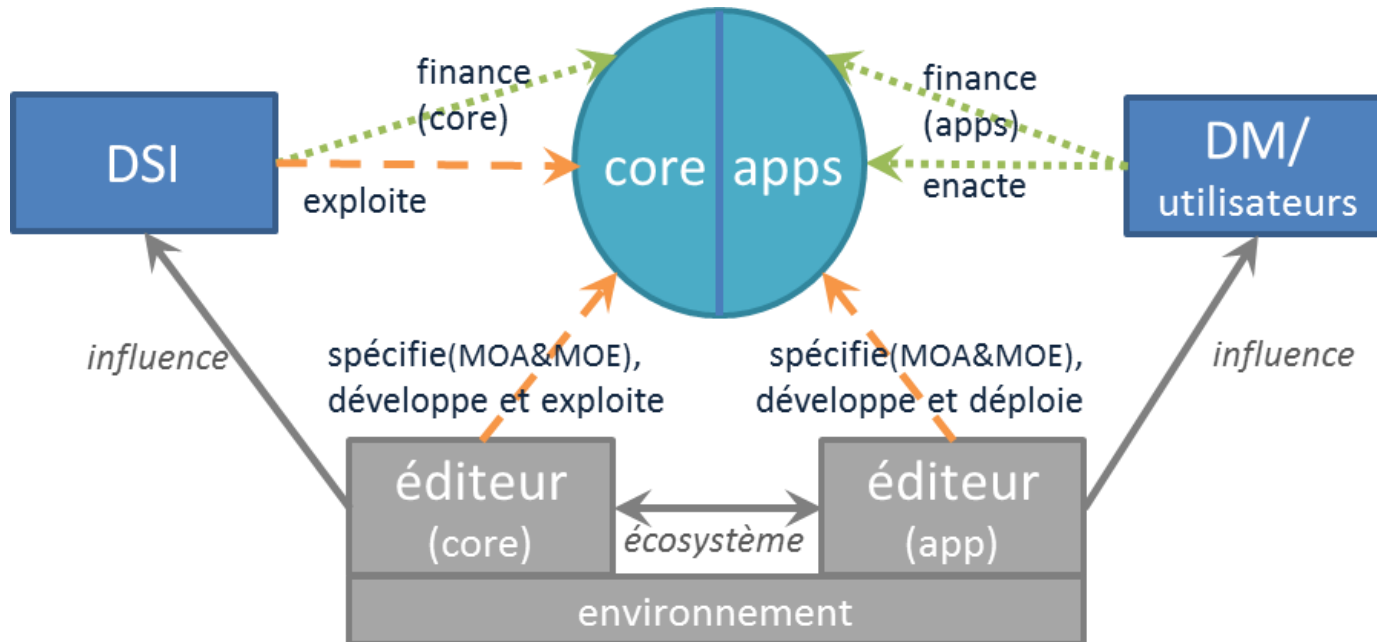 finance
(core)
finance
(apps)
DSI
core
apps
DM/
utilisateurs
exploite
enacte
influence
spécifie(MOA&MOE),
développe et exploite
spécifie(MOA&MOE),
développe et déploie
influence
éditeur
(core)
écosystème
éditeur
(app)
environnement